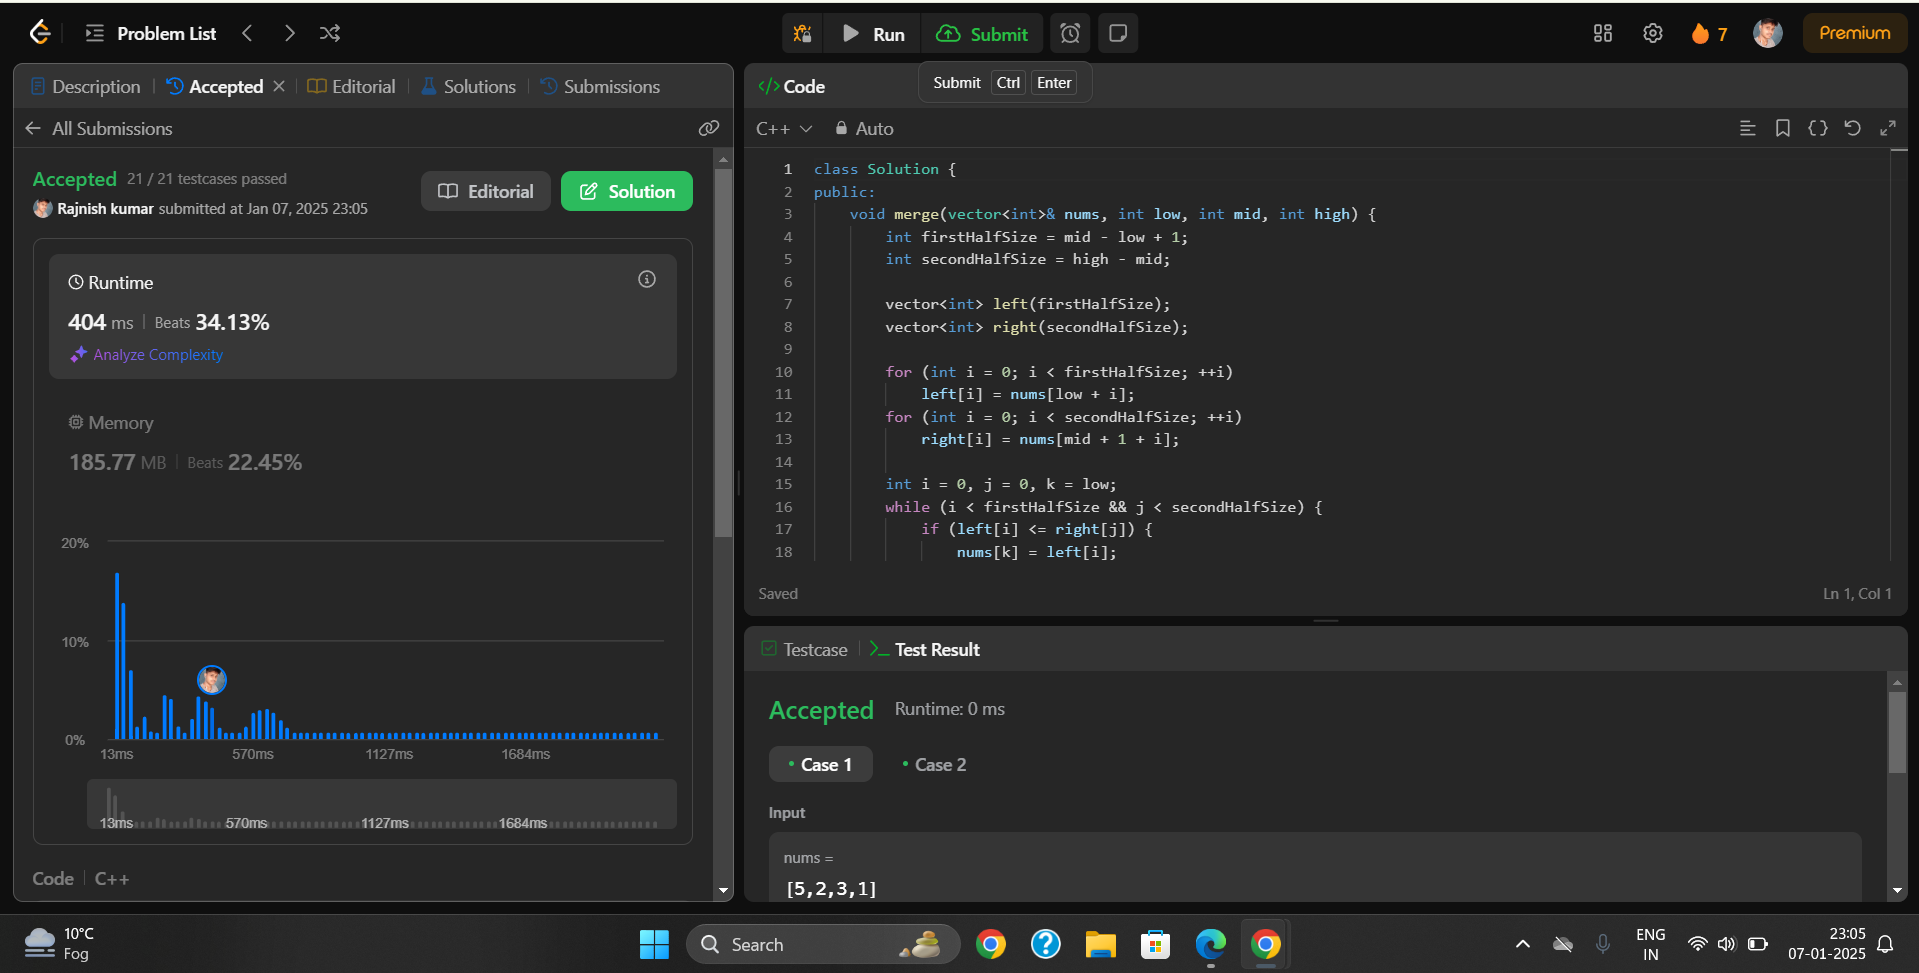 Problem List
Run
Submit
7
Premium
Description
Accepted
Editorial
Solutions
Submissions
All Submissions
Accepted 21 / 21 testcases passed
Rajnish kumar submitted at Jan 07, 2025 23:05
Editorial
Solution
Runtime
404 ms Beats 34.13%
Analyze Complexity
Memory
185.77 MB Beats 22.45%
20%
10%
0%
13ms 570ms 1127ms 1684ms
13ms 570ms 1127ms 1684ms
Code C++
</> Code
Submit Ctrl Enter
C++ Auto
1 class Solution {
2 public:
3 void merge(vector<int>& nums, int low, int mid, int high) {
4 int firstHalfSize = mid - low + 1;
5 int secondHalfSize = high - mid;
6
7 vector<int> left(firstHalfSize);
8 vector<int> right(secondHalfSize);
9
10 for (int i = 0; i < firstHalfSize; ++i)
11 left[i] = nums[low + i];
12 for (int i = 0; i < secondHalfSize; ++i)
13 right[i] = nums[mid + 1 + i];
14
15 int i = 0, j = 0, k = low;
16 while (i < firstHalfSize && j < secondHalfSize) {
17 if (left[i] <= right[j]) {
18 nums[k] = left[i];
Saved
Ln 1, Col 1
Testcase
Test Result
Accepted Runtime: 0 ms
Case 1
Case 2
Input
nums =
[5,2,3,1]
10°C
Fog
Search
ENG
IN
23:05
07-01-2025